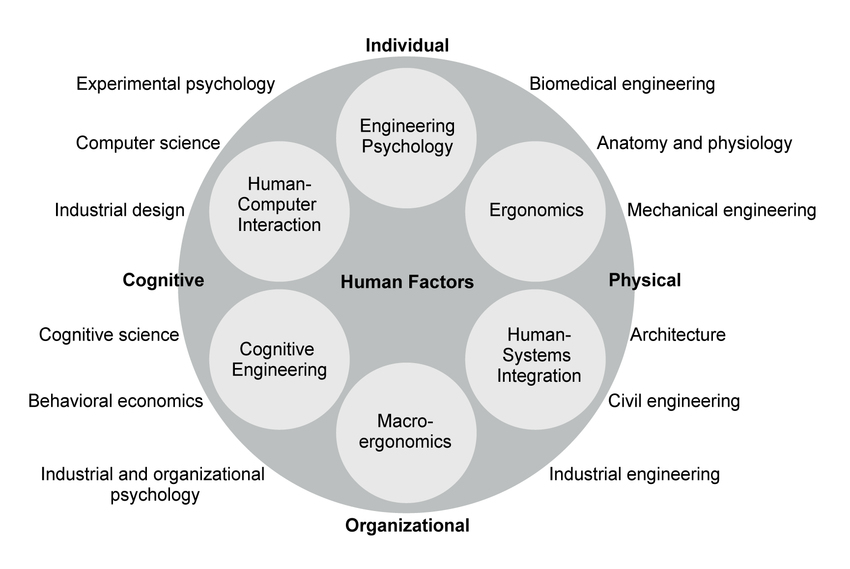 Individual
Experimental psychology
Biomedical engineering
Engineering
Psychology
Computer science
Anatomy and physiology
Human-
Computer
Interaction
Industrial design
Ergonomics
Mechanical engineering
Cognitive
Human Factors
Physical
Cognitive science
Human-
Systems
Integration
Architecture
Cognitive
Engineering
Behavioral economics
Civil engineering
Macro-
ergonomics
Industrial and organizational
psychology
Industrial engineering
Organizational